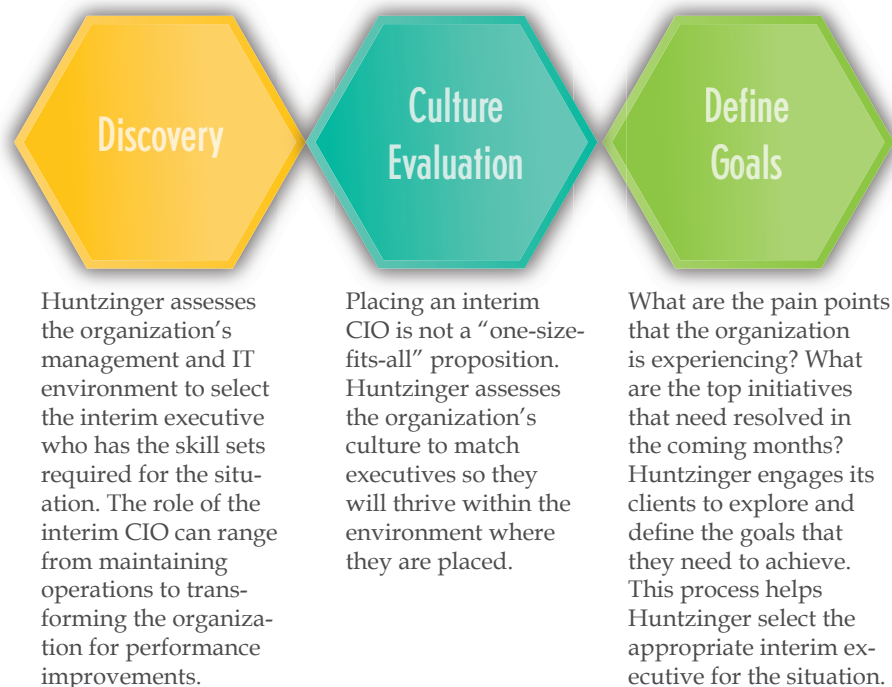 Discovery
Huntzinger assesses
the organization’s
management and IT
environment to select
the interim executive
who has the skill sets
required for the situ-
ation. The role of the
interim CIO can range
from maintaining
operations to trans-
forming the organiza-
tion for performance
improvements.
Culture
Evaluation
Placing an interim
CIO is not a “one-size-
fits-all” proposition.
Huntzinger assesses
the organization’s
culture to match
executives so they
will thrive within the
environment where
they are placed.
Define
Goals
What are the pain points
that the organization
is experiencing? What
are the top initiatives
that need resolved in
the coming months?
Huntzinger engages its
clients to explore and
define the goals that
they need to achieve.
This process helps
Huntzinger select the
appropriate interim ex-
ecutive for the situation.